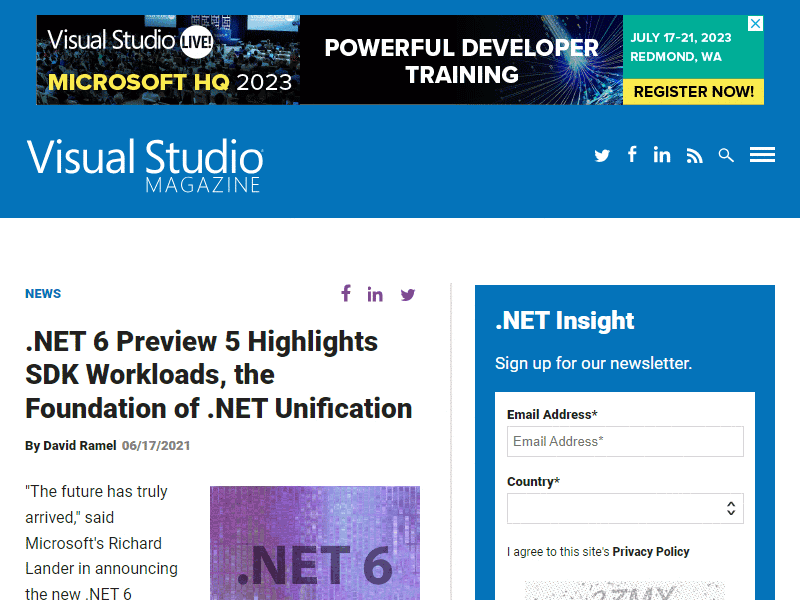 Visual Studio LIVE!
MICROSOFT HQ 2023
POWERFUL DEVELOPER
TRAINING
JULY 17-21, 2023
REDMOND, WA
REGISTER NOW!
Visual Studio
MAGAZINE
NEWS
.NET 6 Preview 5 Highlights
SDK Workloads, the
Foundation of .NET Unification
By David Ramel 06/17/2021
"The future has truly
arrived," said
Microsoft's Richard
Lander in announcing
the new .NET 6
.NET 6
.NET Insight
Sign up for our newsletter.
Email Address*
Email Address*
Country*
I agree to this site's Privacy Policy